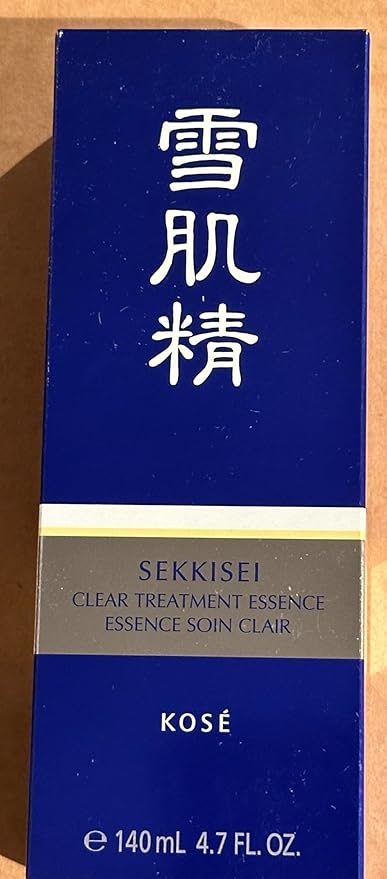 雪肌精
SEKKISEI
CLEAR TREATMENT ESSENCE
ESSENCE SOIN CLAIR
KOSÉ
℮ 140 mL 4.7 FL. OZ.